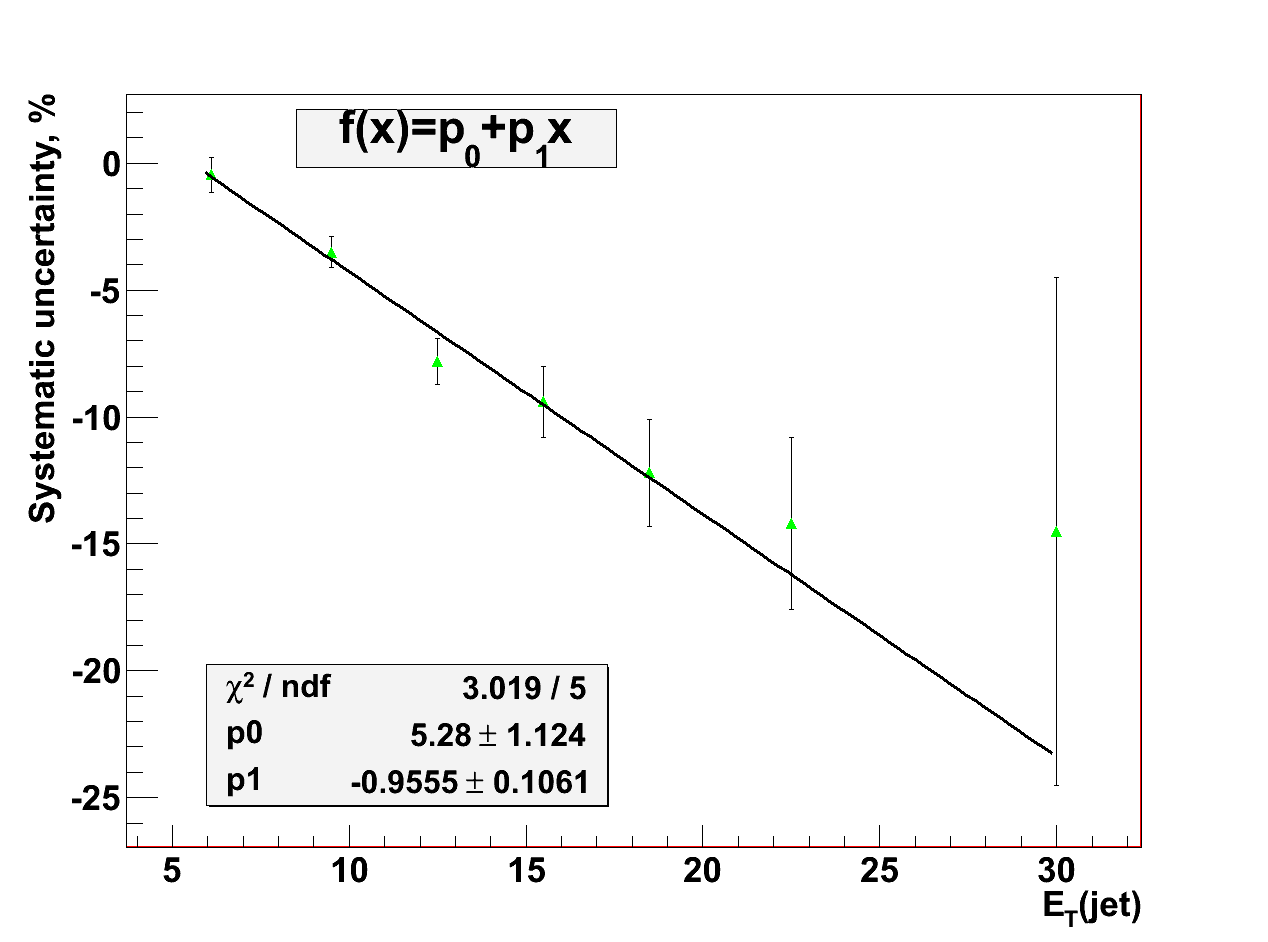 f(x)=p0+p1x
Systematic uncertainty, %
0
-5
-10
-15
-20
-25
χ² / ndf 3.019 / 5
p0 5.28 ± 1.124
p1 -0.9555 ± 0.1061
5 10 15 20 25 30
ET(jet)